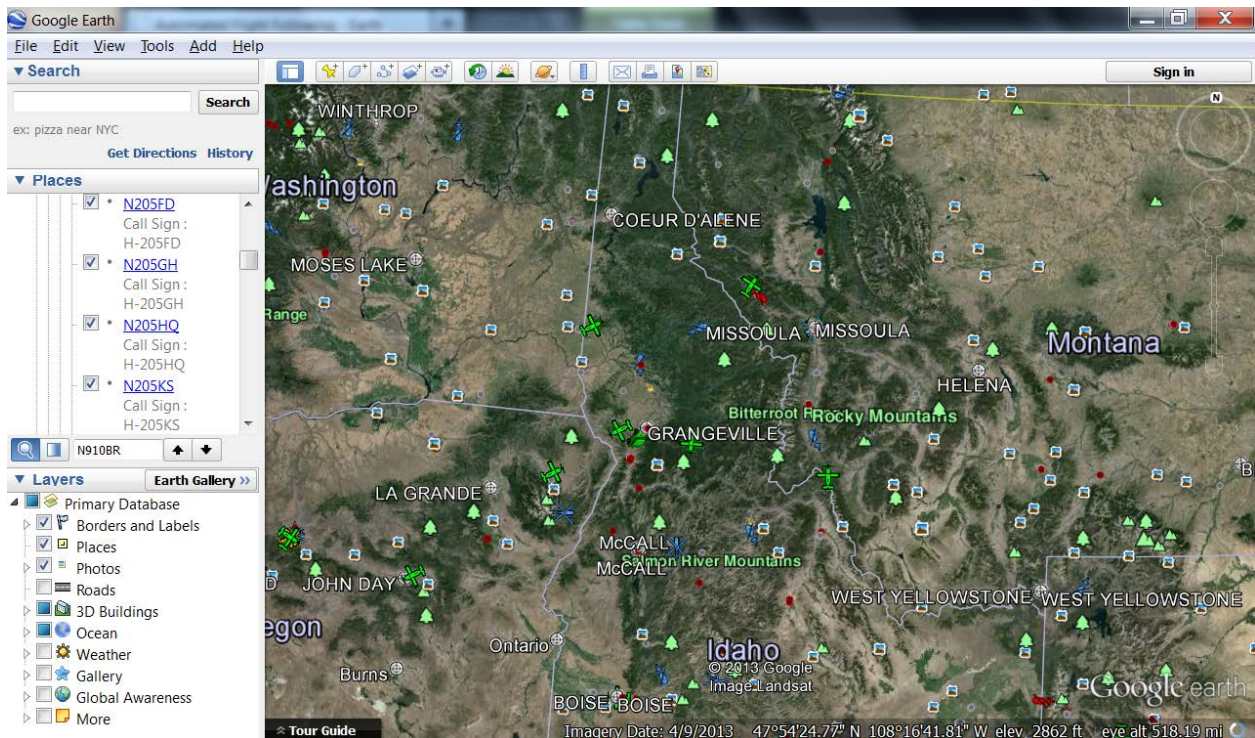 Google Earth
File Edit View Tools Add Help
▼ Search
Search
ex: pizza near NYC
Get Directions History
▼ Places
N205FD
Call Sign :
H-205FD
N205GH
Call Sign :
H-205GH
N205HQ
Call Sign :
H-205HQ
N205KS
Call Sign :
H-205KS
N910BR
▼ Layers
Earth Gallery >>
Primary Database
Borders and Labels
Places
Photos
Roads
3D Buildings
Ocean
Weather
Gallery
Global Awareness
More
Sign in
N
WINTHROP
ashington
COEUR D'ALENE
MOSES LAKE
Range
MISSOULA MISSOULA
Montana
HELENA
Bitterroot R Rocky Mountains
GRANGEVILLE
B
LA GRANDE
McCALL
Salmon River Mountains
McCALL
D JOHN DAY
WEST YELLOWSTONE WEST YELLOWSTONE
egon
Ontario
Idaho
Burns
© 2013 Google
Image Landsat
BOISE BOISE
Google earth
Tour Guide
Imagery Date: 4/9/2013 47°54'24.77" N 108°16'41.81" W elev 2862 ft eye alt 518.19 mi